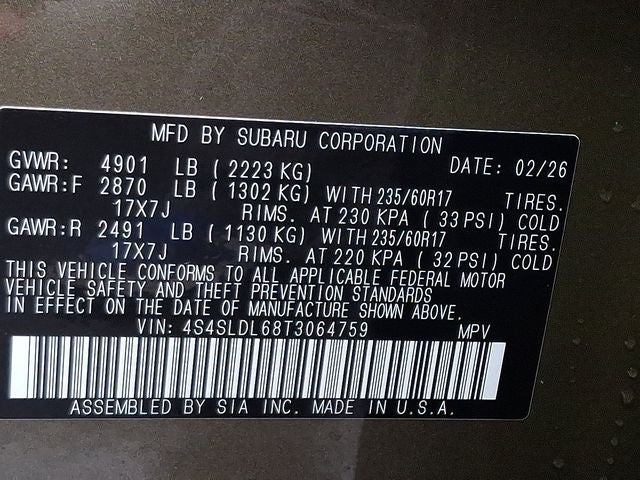 MFD BY SUBARU CORPORATION
GVWR: 4901 LB ( 2223 KG) DATE: 02/26
GAWR:F 2870 LB ( 1302 KG) WITH 235/60R17 TIRES.
17X7J RIMS. AT 230 KPA ( 33 PSI) COLD
GAWR:R 2491 LB ( 1130 KG) WITH 235/60R17 TIRES.
17X7J RIMS. AT 220 KPA ( 32 PSI) COLD
THIS VEHICLE CONFORMS TO ALL APPLICABLE FEDERAL MOTOR
VEHICLE SAFETY AND THEFT PREVENTION STANDARDS
IN EFFECT ON THE DATE OF MANUFACTURE SHOWN ABOVE.
VIN: 4S4SLDL68T3064759 MPV
ASSEMBLED BY SIA INC. MADE IN U.S.A.